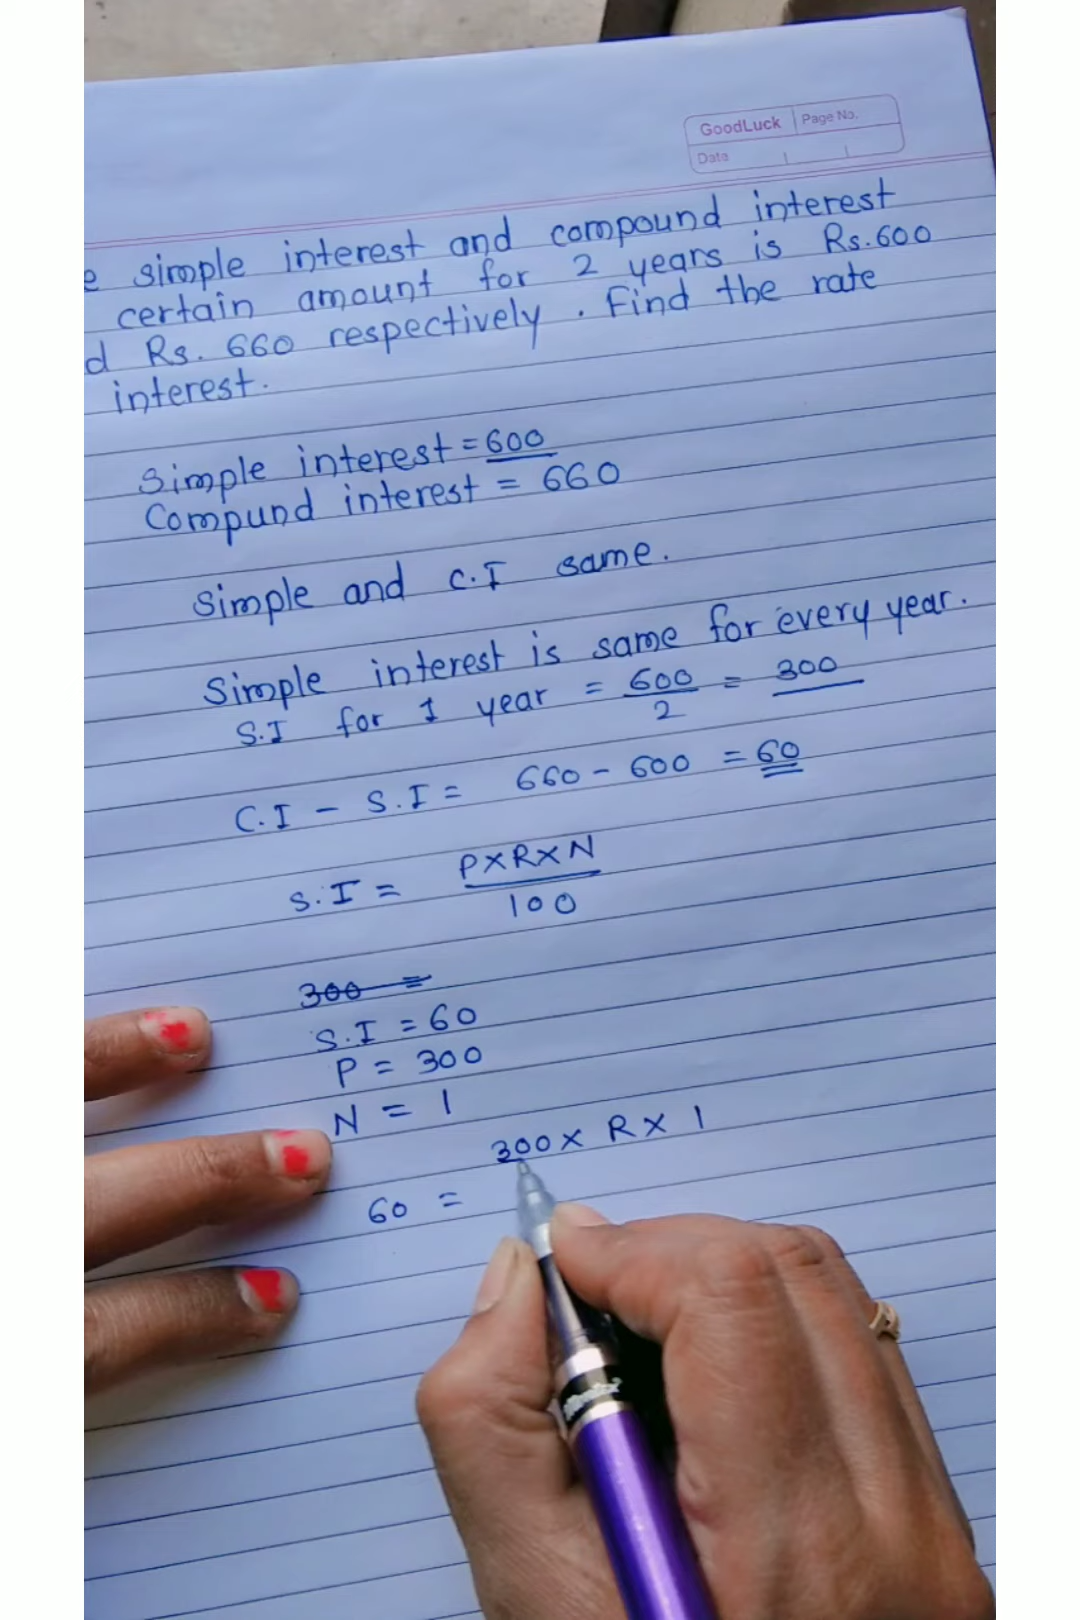 GoodLuck Page No.
Date
e simple interest and compound interest
certain amount for 2 years is Rs.600
d Rs. 660 respectively. Find the rate
interest.
Simple interest = 600
Compund interest = 660
Simple and C.I same.
Simple interest is same for every year.
S.I for 1 year = 600/2 = 300
C.I - S.I = 660 - 600 = 60
S.I = P×R×N/100
300 =
S.I = 60
P = 300
N = 1
60 = 300× R× 1